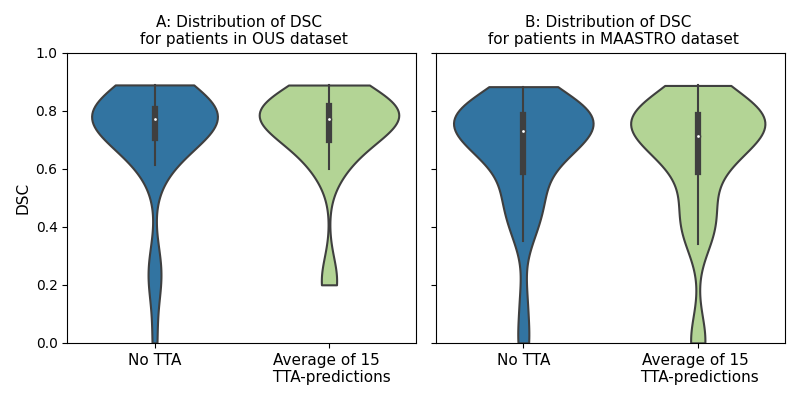 A: Distribution of DSC
for patients in OUS dataset
B: Distribution of DSC
for patients in MAASTRO dataset
DSC
1.0
0.8
0.6
0.4
0.2
0.0
No TTA
Average of 15
TTA-predictions
No TTA
Average of 15
TTA-predictions